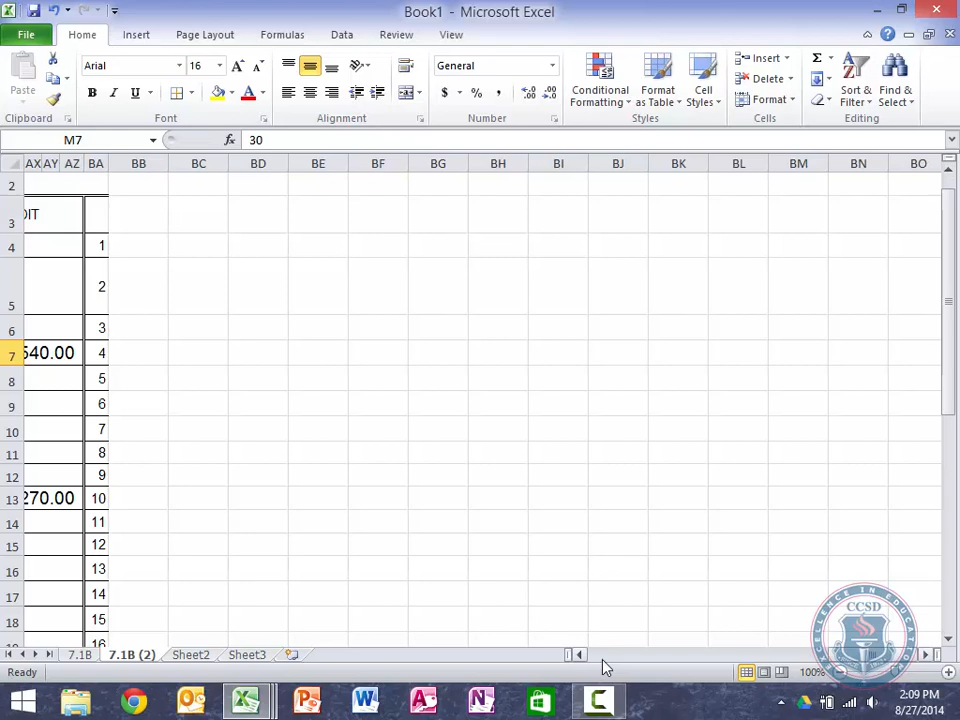 Book1 - Microsoft Excel
File Home Insert Page Layout Formulas Data Review View
Paste
Arial 16
B I U A
General
$ % ,
Conditional Formatting
Format as Table
Cell Styles
Insert
Delete
Format
Σ
Sort & Filter
Find & Select
Clipboard Font Alignment Number Styles Cells Editing
M7 fx 30
AX AY AZ BA BB BC BD BE BF BG BH BI BJ BK BL BM BN BO
2
3 DIT
4 1
5 2
6 3
7 540.00 4
8 5
9 6
10 7
11 8
12 9
13 270.00 10
14 11
15 12
16 13
17 14
18 15
16
CCSD
7.1B 7.1B (2) Sheet2 Sheet3
Ready 100%
2:09 PM
8/27/2014